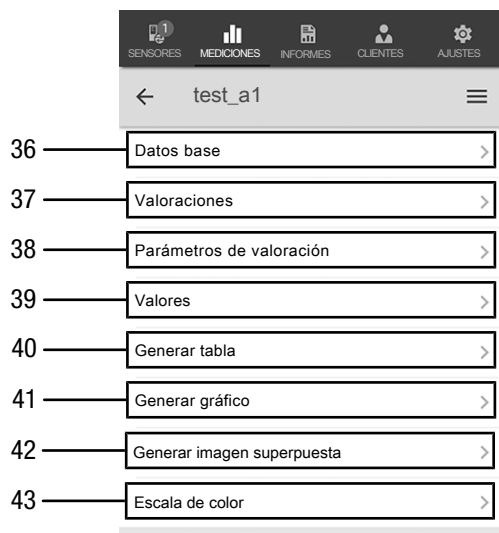 1
SENSORES MEDICIONES INFORMES CLIENTES AJUSTES
test_a1
36 Datos base
37 Valoraciones
38 Parámetros de valoración
39 Valores
40 Generar tabla
41 Generar gráfico
42 Generar imagen superpuesta
43 Escala de color